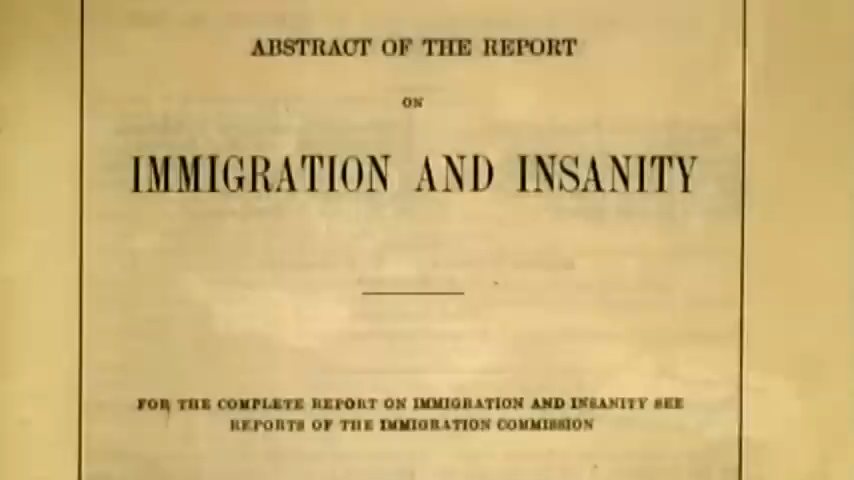 ABSTRACT OF THE REPORT
ON
IMMIGRATION AND INSANITY
FOR THE COMPLETE REPORT ON IMMIGRATION AND INSANITY SEE
REPORTS OF THE IMMIGRATION COMMISSION